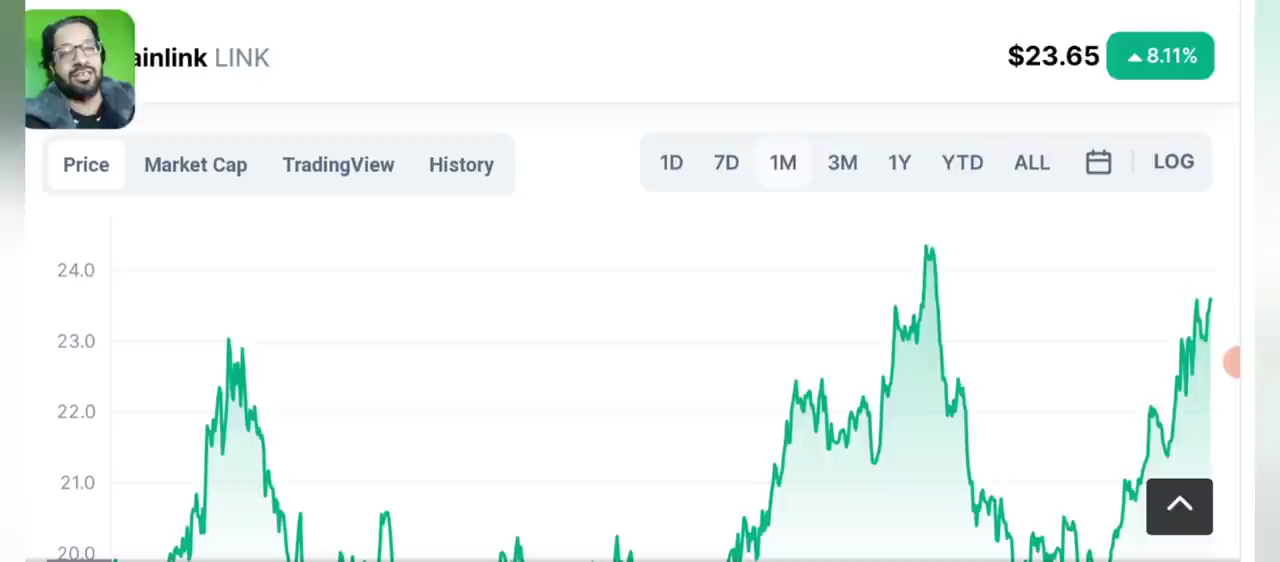 ainlink LINK
$23.65 8.11%
Price Market Cap TradingView History
1D 7D 1M 3M 1Y YTD ALL LOG
24.0
23.0
22.0
21.0
20.0